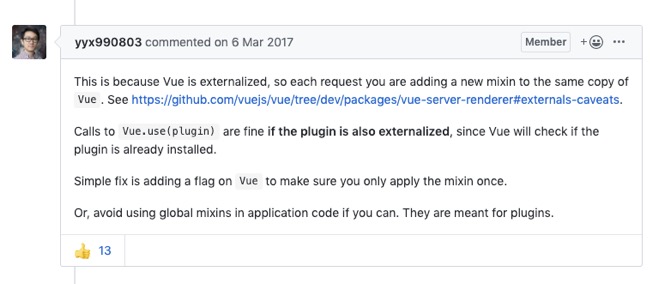 yyx990803 commented on 6 Mar 2017 Member +
This is because Vue is externalized, so each request you are adding a new mixin to the same copy of
Vue . See https://github.com/vuejs/vue/tree/dev/packages/vue-server-renderer#externals-caveats.
Calls to Vue.use(plugin) are fine if the plugin is also externalized, since Vue will check if the
plugin is already installed.
Simple fix is adding a flag on Vue to make sure you only apply the mixin once.
Or, avoid using global mixins in application code if you can. They are meant for plugins.
13